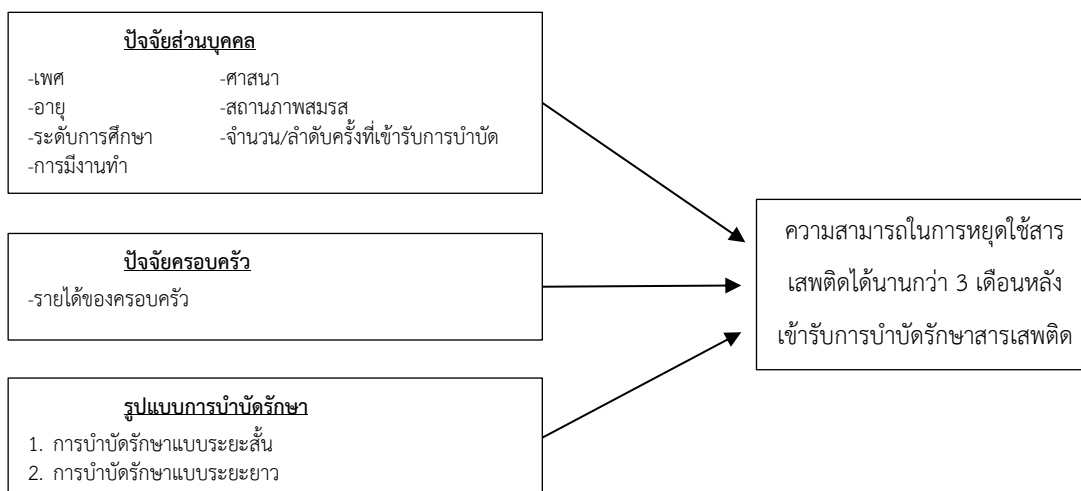 ปัจจัยส่วนบุคคล
-เพศ -ศาสนา
-อายุ -สถานภาพสมรส
-ระดับการศึกษา -จำนวน/ลำดับครั้งที่เข้ารับการบำบัด
-การมีงานทำ
ปัจจัยครอบครัว
-รายได้ของครอบครัว
รูปแบบการบำบัดรักษา
1. การบำบัดรักษาแบบระยะสั้น
2. การบำบัดรักษาแบบระยะยาว
ความสามารถในการหยุดใช้สาร
เสพติดได้นานกว่า 3 เดือนหลัง
เข้ารับการบำบัดรักษาสารเสพติด